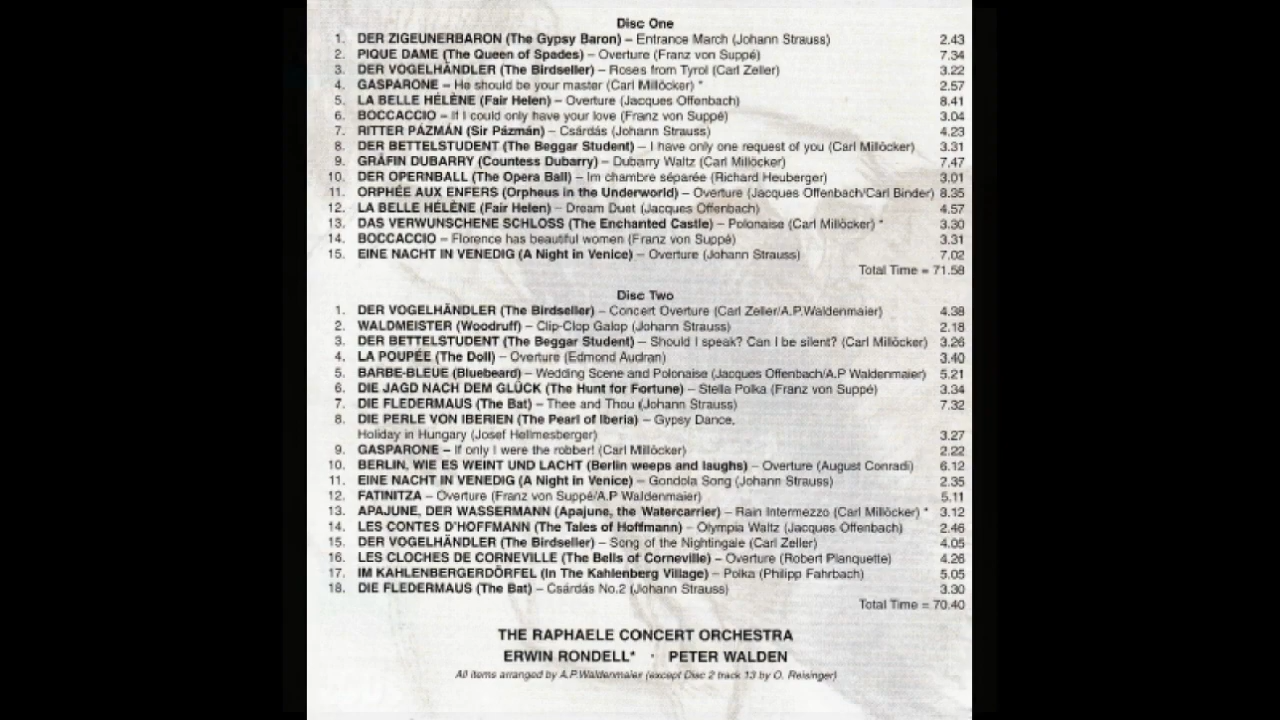 Disc One
1. DER ZIGEUNERBARON (The Gypsy Baron) – Entrance March (Johann Strauss) 2.43
2. PIQUE DAME (The Queen of Spades) – Overture (Franz von Suppé) 7.34
3. DER VOGELHÄNDLER (The Birdseller) – Roses from Tyrol (Carl Zeller) 3.22
4. GASPARONE – He should be your master (Carl Millöcker) * 2.57
5. LA BELLE HÉLÈNE (Fair Helen) – Overture (Jacques Offenbach) 8.41
6. BOCCACCIO – If I could only have your love (Franz von Suppé) 3.04
7. RITTER PÁZMÁN (Sir Pázmán) – Csárdás (Johann Strauss) 4.23
8. DER BETTELSTUDENT (The Beggar Student) – I have only one request of you (Carl Millöcker) 3.31
9. GRÄFIN DUBARRY (Countess Dubarry) – Dubarry Waltz (Carl Millöcker) 7.47
10. DER OPERNBALL (The Opera Ball) – Im chambre séparée (Richard Heuberger) 3.01
11. ORPHÉE AUX ENFERS (Orpheus in the Underworld) – Overture (Jacques Offenbach/Carl Binder) 8.35
12. LA BELLE HÉLÈNE (Fair Helen) – Dream Duet (Jacques Offenbach) 4.57
13. DAS VERWUNSCHENE SCHLOSS (The Enchanted Castle) – Polonaise (Carl Millöcker) * 3.30
14. BOCCACCIO – Florence has beautiful women (Franz von Suppé) 3.31
15. EINE NACHT IN VENEDIG (A Night in Venice) – Overture (Johann Strauss) 7.02
Total Time = 71.58
Disc Two
1. DER VOGELHÄNDLER (The Birdseller) – Concert Overture (Carl Zeller/A.P.Waldenmaier) 4.38
2. WALDMEISTER (Woodruff) – Clip-Clop Galop (Johann Strauss) 2.18
3. DER BETTELSTUDENT (The Beggar Student) – Should I speak? Can I be silent? (Carl Millöcker) 3.26
4. LA POUPÉE (The Doll) – Overture (Edmond Audran) 3.40
5. BARBE-BLEUE (Bluebeard) – Wedding Scene and Polonaise (Jacques Offenbach/A.P Waldenmaier) 5.21
6. DIE JAGD NACH DEM GLÜCK (The Hunt for Fortune) – Stella Polka (Franz von Suppé) 3.34
7. DIE FLEDERMAUS (The Bat) – Thee and Thou (Johann Strauss) 7.32
8. DIE PERLE VON IBERIEN (The Pearl of Iberia) – Gypsy Dance,
Holiday in Hungary (Josef Hellmesberger) 3.27
9. GASPARONE – If only I were the robber! (Carl Millöcker) 2.22
10. BERLIN, WIE ES WEINT UND LACHT (Berlin weeps and laughs) – Overture (August Conradi) 6.12
11. EINE NACHT IN VENEDIG (A Night in Venice) – Gondola Song (Johann Strauss) 2.35
12. FATINITZA – Overture (Franz von Suppé/A.P Waldenmaier) 5.11
13. APAJUNE, DER WASSERMANN (Apajune, the Watercarrier) – Rain Intermezzo (Carl Millöcker) * 3.12
14. LES CONTES D'HOFFMANN (The Tales of Hoffmann) – Olympia Waltz (Jacques Offenbach) 2.46
15. DER VOGELHÄNDLER (The Birdseller) – Song of the Nightingale (Carl Zeller) 4.05
16. LES CLOCHES DE CORNEVILLE (The Bells of Corneville) – Overture (Robert Planquette) 4.26
17. IM KAHLENBERGERDÖRFEL (In The Kahlenberg Village) – Polka (Philipp Fahrbach) 5.05
18. DIE FLEDERMAUS (The Bat) – Csárdás No.2 (Johann Strauss) 3.30
Total Time = 70.40
THE RAPHAELE CONCERT ORCHESTRA
ERWIN RONDELL* · PETER WALDEN
All items arranged by A.P.Waldenmaier (except Disc 2 track 13 by O. Reisinger)